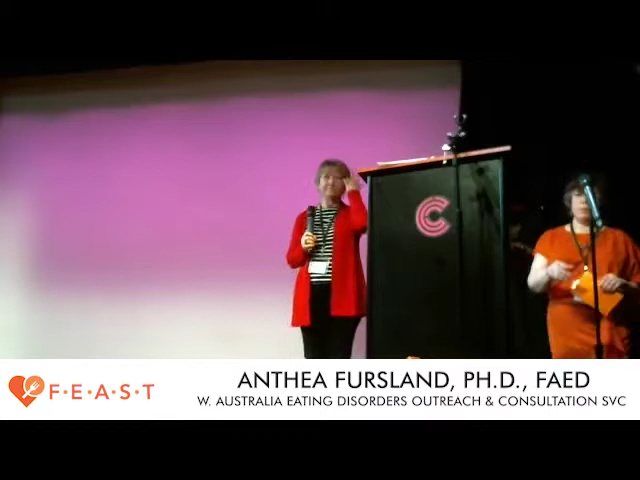 F·E·A·S·T
ANTHEA FURSLAND, PH.D., FAED
W. AUSTRALIA EATING DISORDERS OUTREACH & CONSULTATION SVC